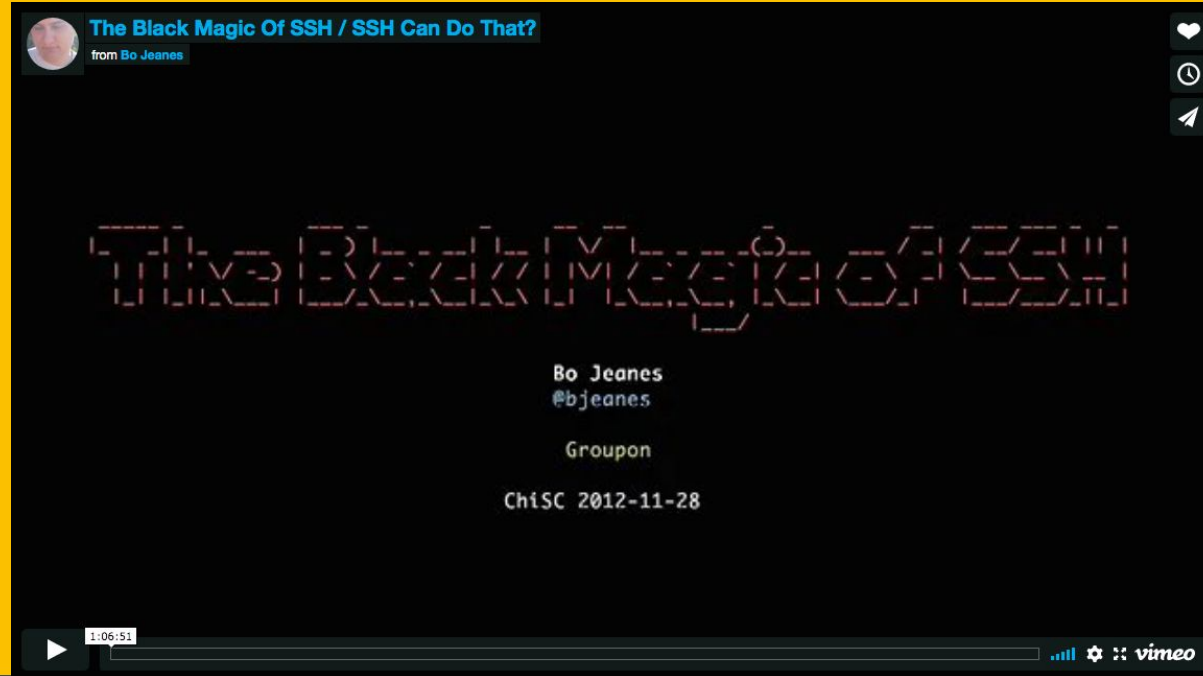 The Black Magic Of SSH / SSH Can Do That?
from Bo Jeanes
The Black Magic of SSH
Bo Jeanes
@bjeanes
Groupon
ChiSC 2012-11-28
1:06:51
vimeo